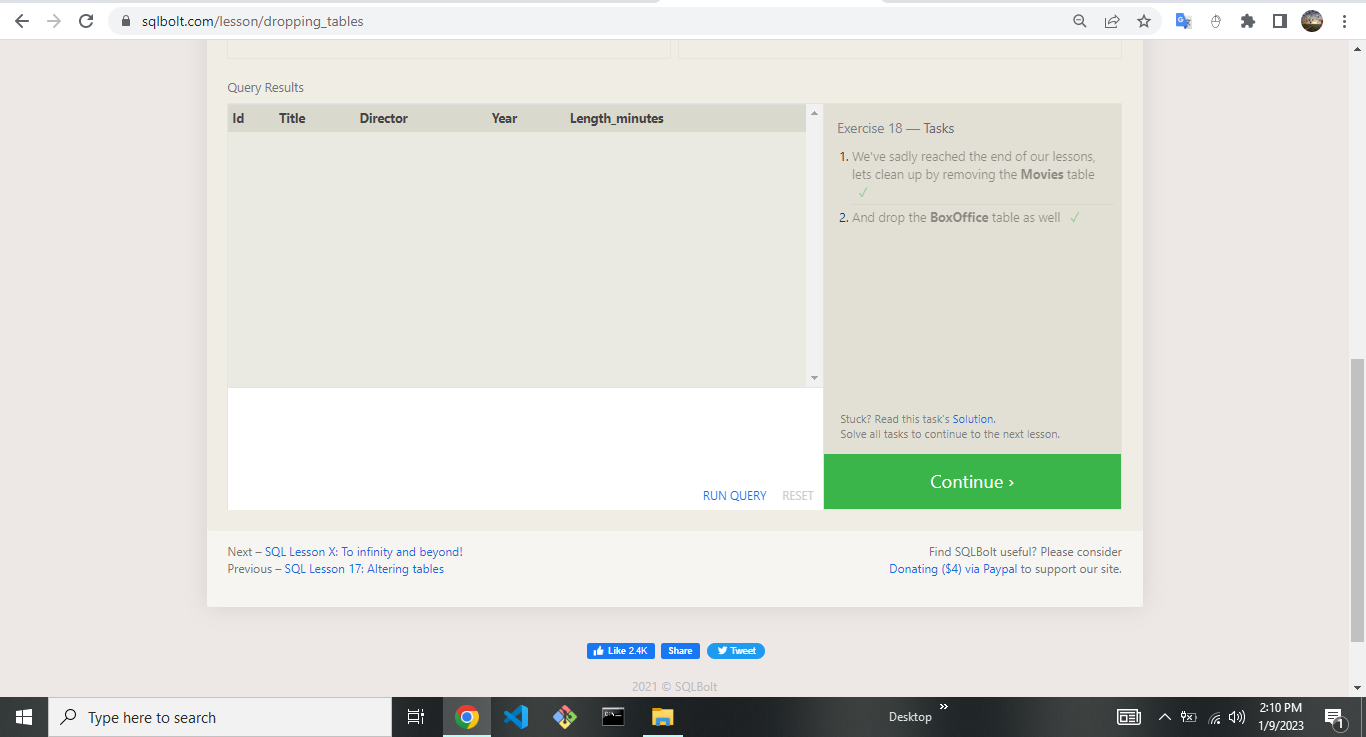 sqlbolt.com/lesson/dropping_tables
Query Results
Id Title Director Year Length_minutes
Exercise 18 — Tasks
1. We've sadly reached the end of our lessons,
lets clean up by removing the Movies table
✓
2. And drop the BoxOffice table as well ✓
Stuck? Read this task's Solution.
Solve all tasks to continue to the next lesson.
RUN QUERY RESET
Continue ›
Next – SQL Lesson X: To infinity and beyond!
Previous – SQL Lesson 17: Altering tables
Find SQLBolt useful? Please consider
Donating ($4) via Paypal to support our site.
Like 2.4K Share Tweet
2021 © SQLBolt
Type here to search
Desktop
2:10 PM
1/9/2023
1